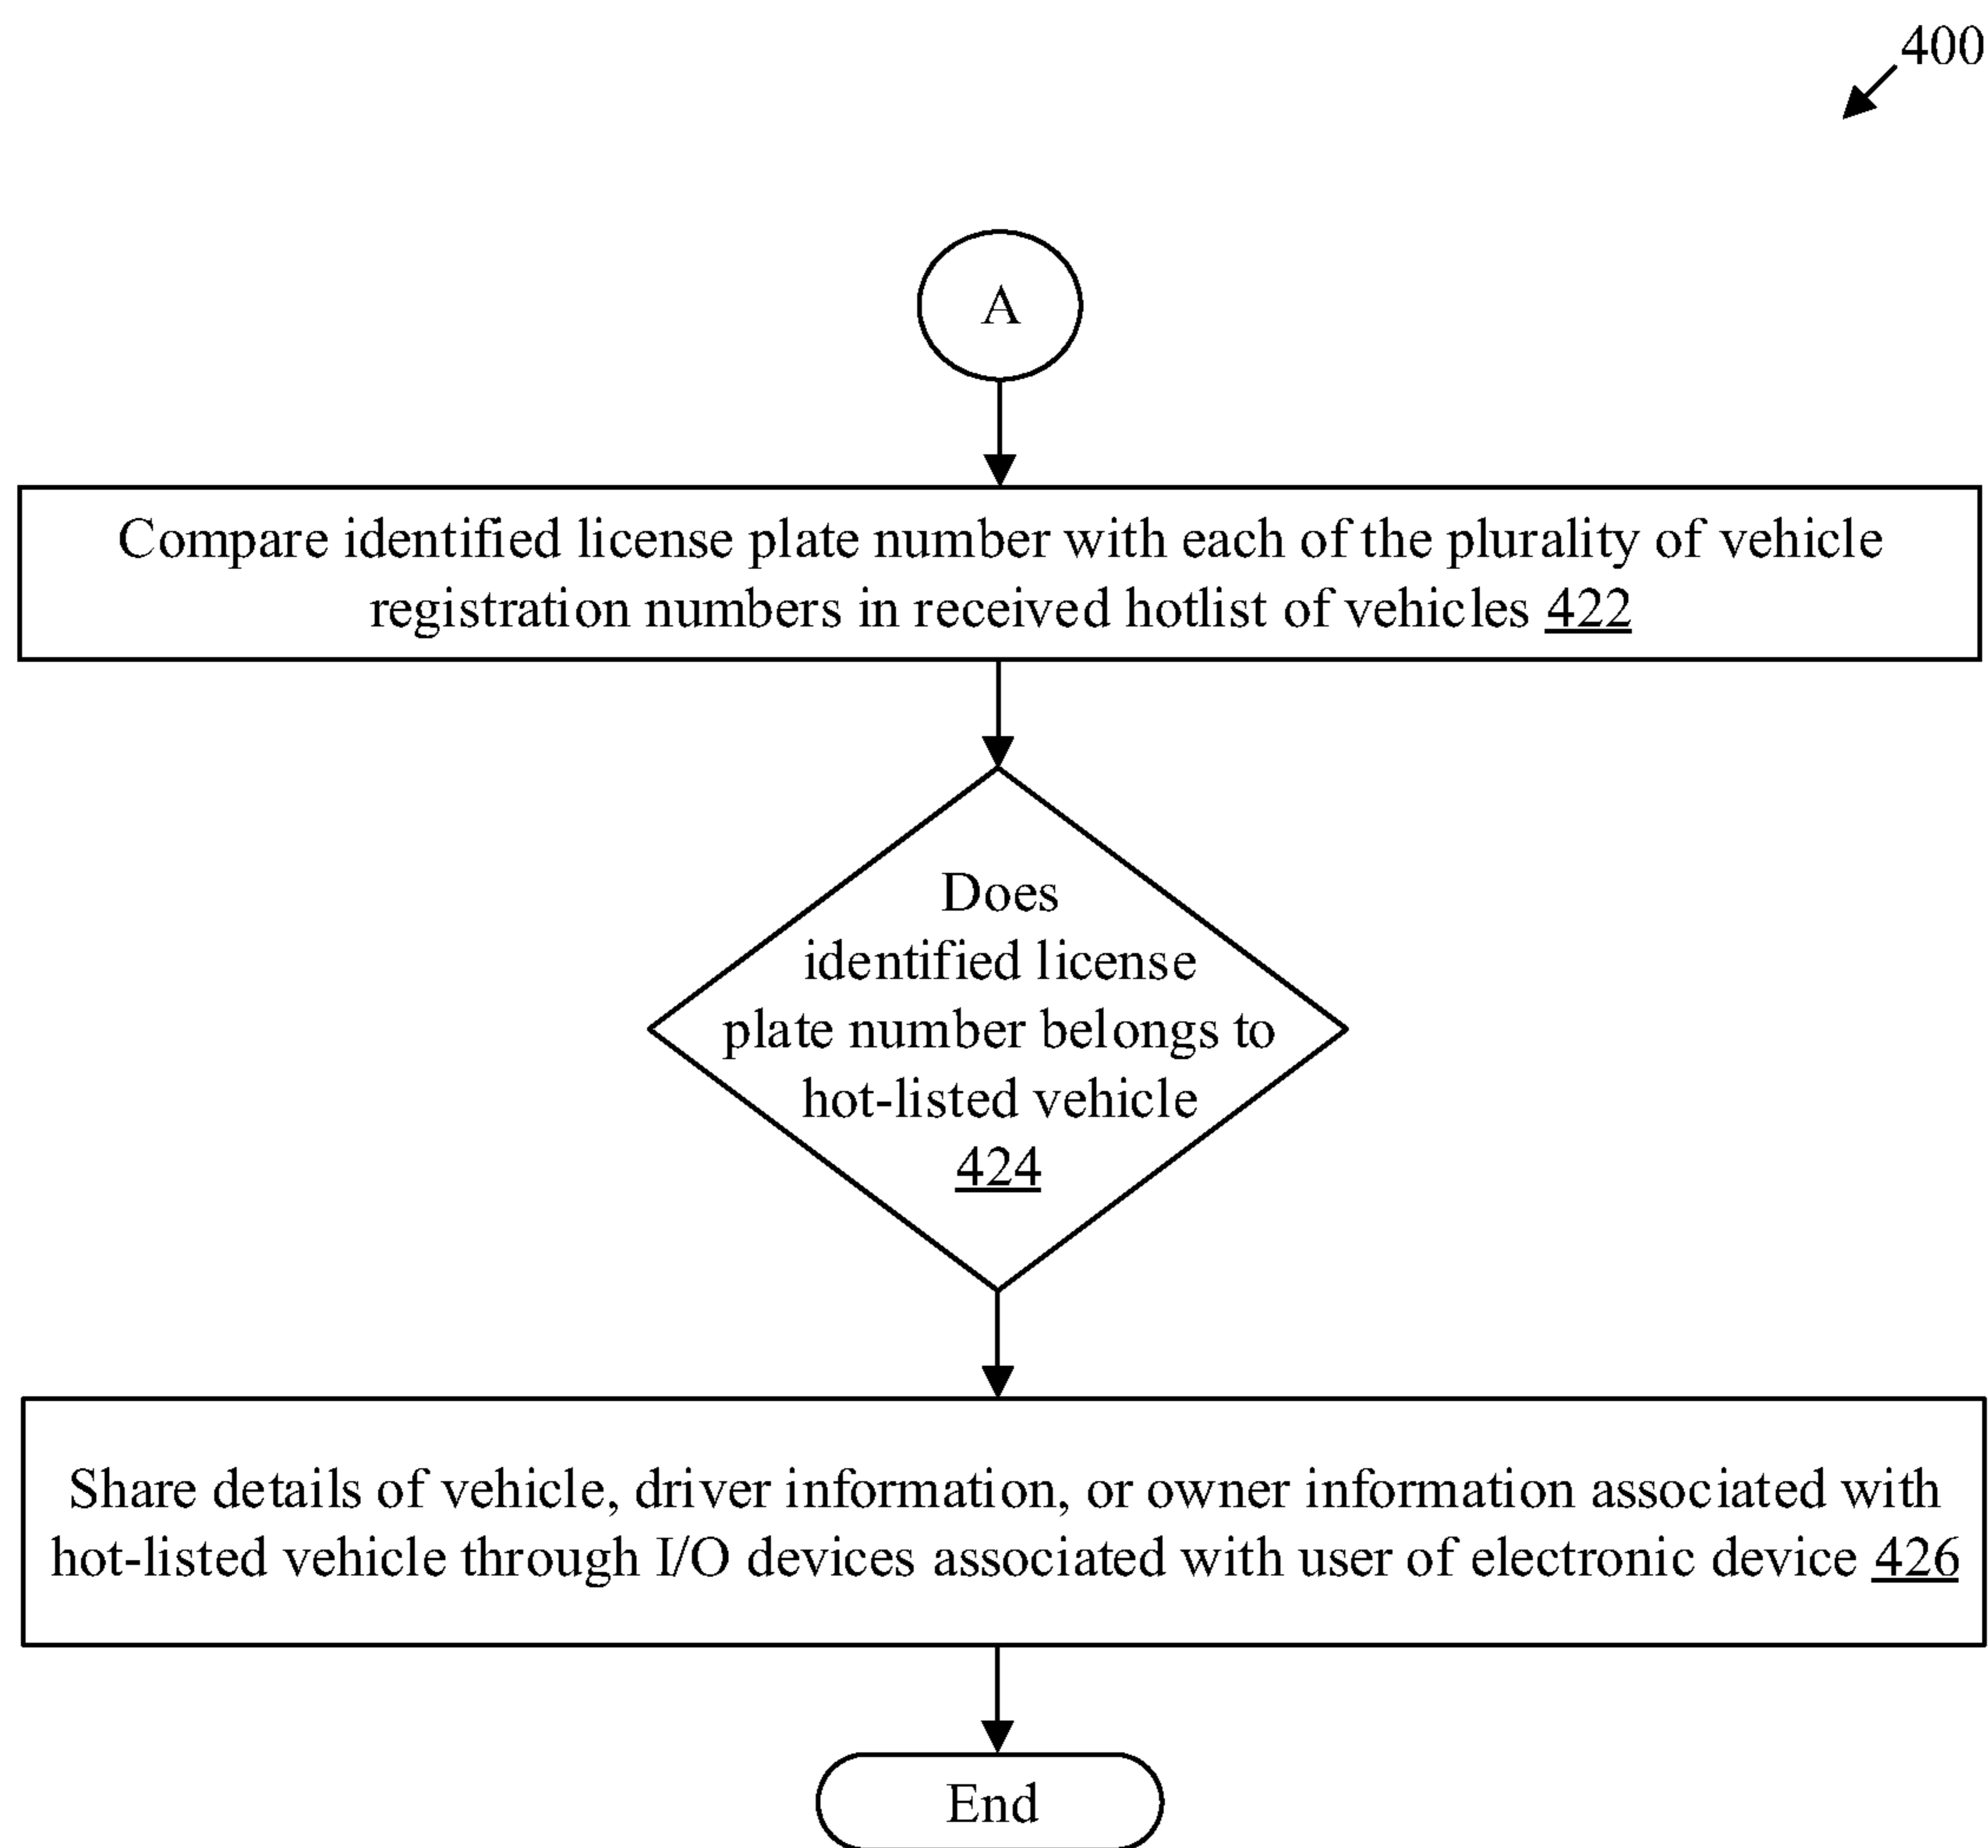 400
A
Compare identified license plate number with each of the plurality of vehicle
registration numbers in received hotlist of vehicles 422
Does
identified license
plate number belongs to
hot-listed vehicle
424
Share details of vehicle, driver information, or owner information associated with
hot-listed vehicle through I/O devices associated with user of electronic device 426
End